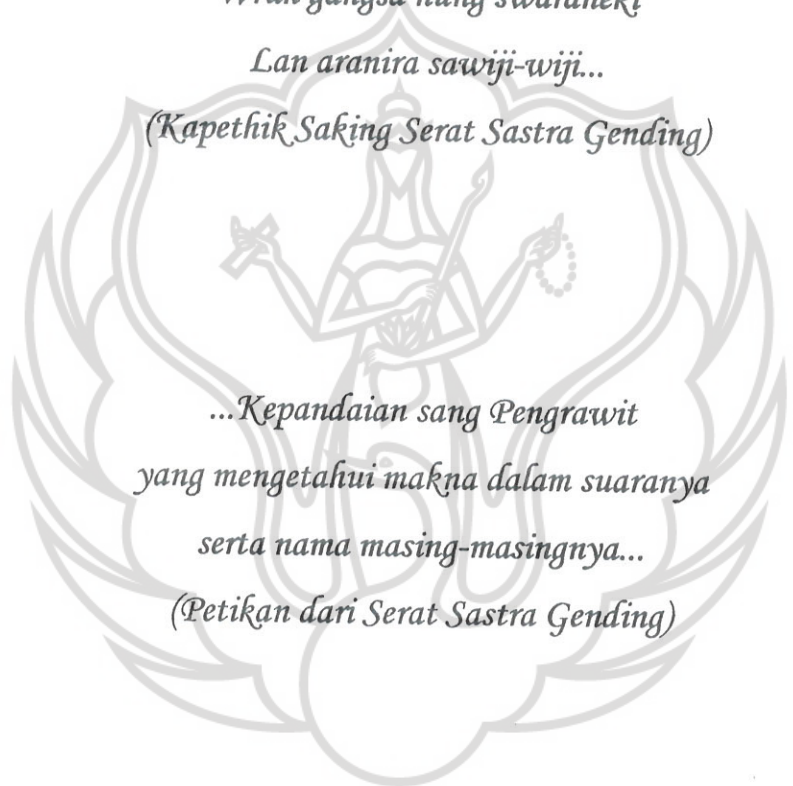 Lan aranira sawiji-wiji...
(Kapethik Saking Serat Sastra Gending)
...Kepandaian sang Pengrawit
yang mengetahui makna dalam suaranya
serta nama masing-masingnya...
(Petikan dari Serat Sastra Gending)